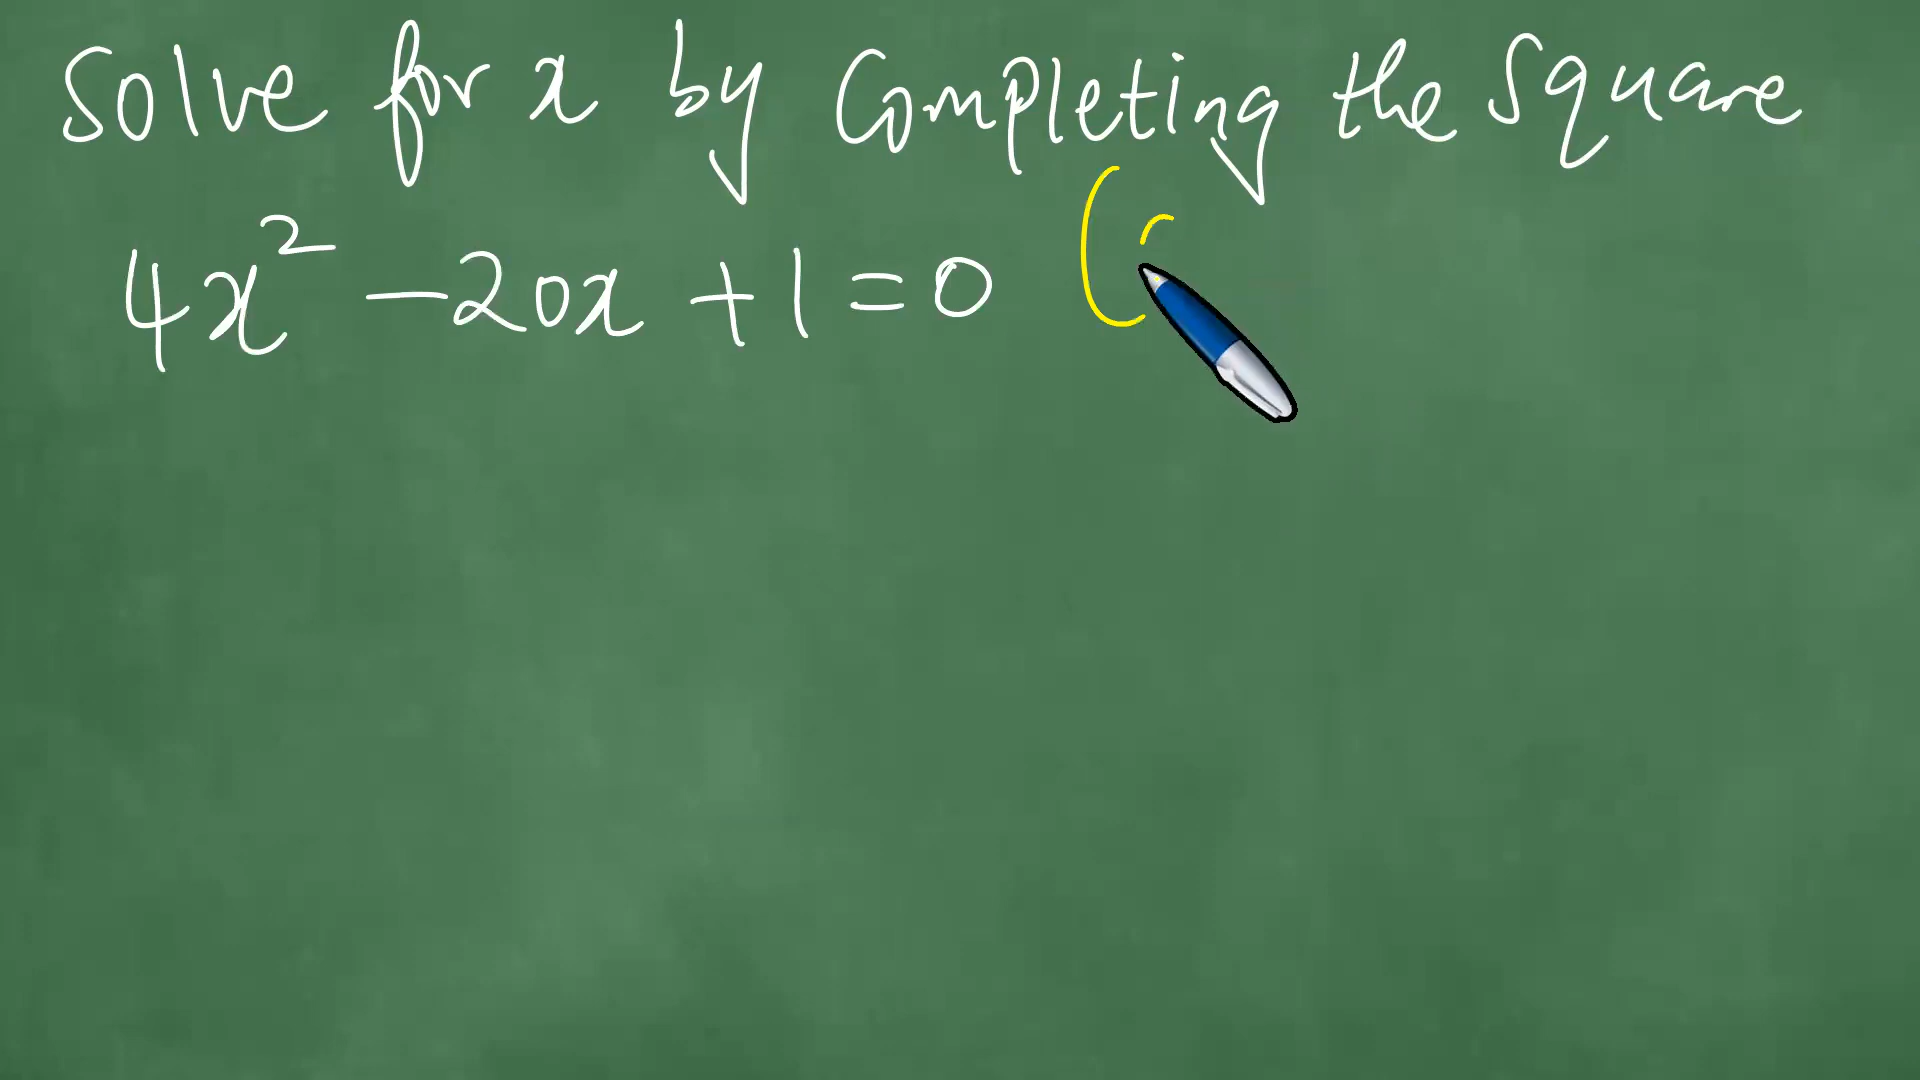 Solve for x by Completing the Square
4x² - 20x + 1 = 0 (